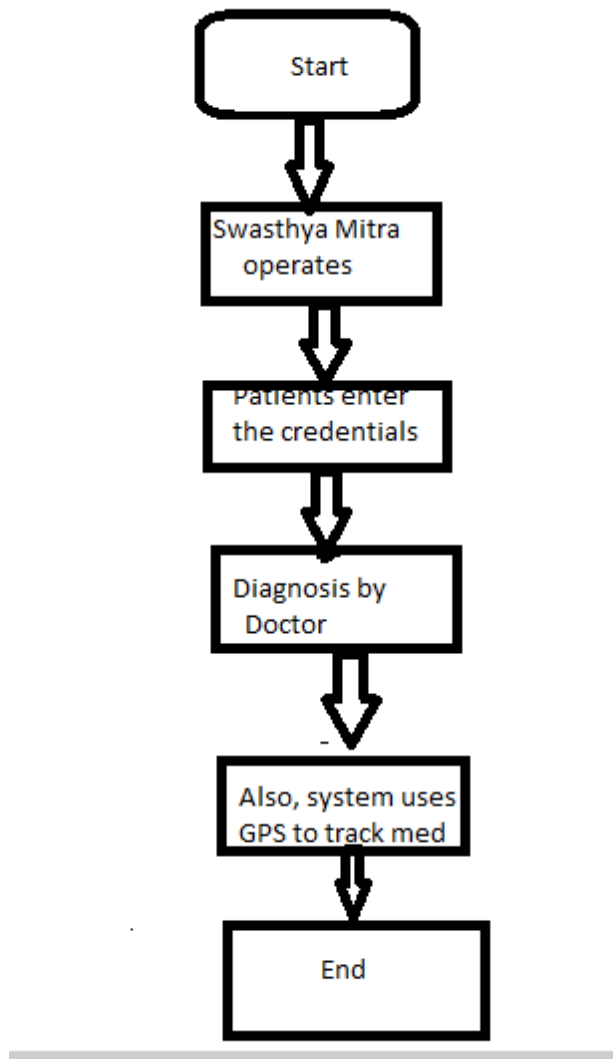 Start
Swasthya Mitra
operates
Patients enter
the credentials
Diagnosis by
Doctor
Also, system uses
GPS to track med
End